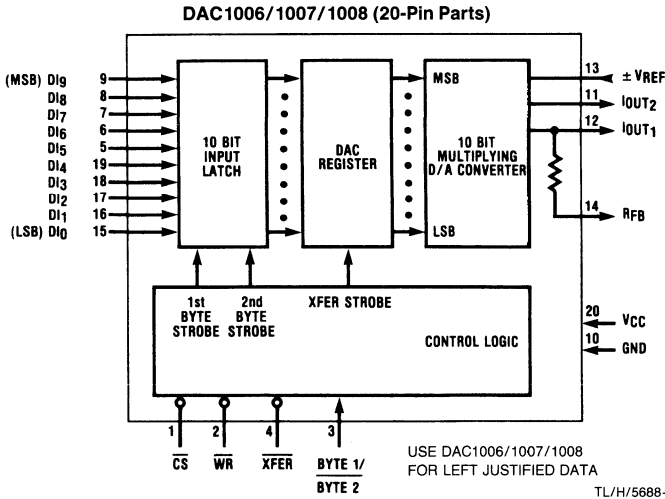 DAC1006/1007/1008 (20-Pin Parts)
(MSB) DI9 9
DI8 8
DI7 7
DI6 6
DI5 5
DI4 19
DI3 18
DI2 17
DI1 16
(LSB) DI0 15
10 BIT
INPUT
LATCH
DAC
REGISTER
MSB
10 BIT
MULTIPLYING
D/A CONVERTER
LSB
13 ± VREF
11 IOUT2
12 IOUT1
14 RFB
1st
BYTE
STROBE
2nd
BYTE
STROBE
XFER STROBE
CONTROL LOGIC
20 VCC
10 GND
1 2 4 3
CS WR XFER BYTE 1/
BYTE 2
USE DAC1006/1007/1008
FOR LEFT JUSTIFIED DATA
TL/H/5688-